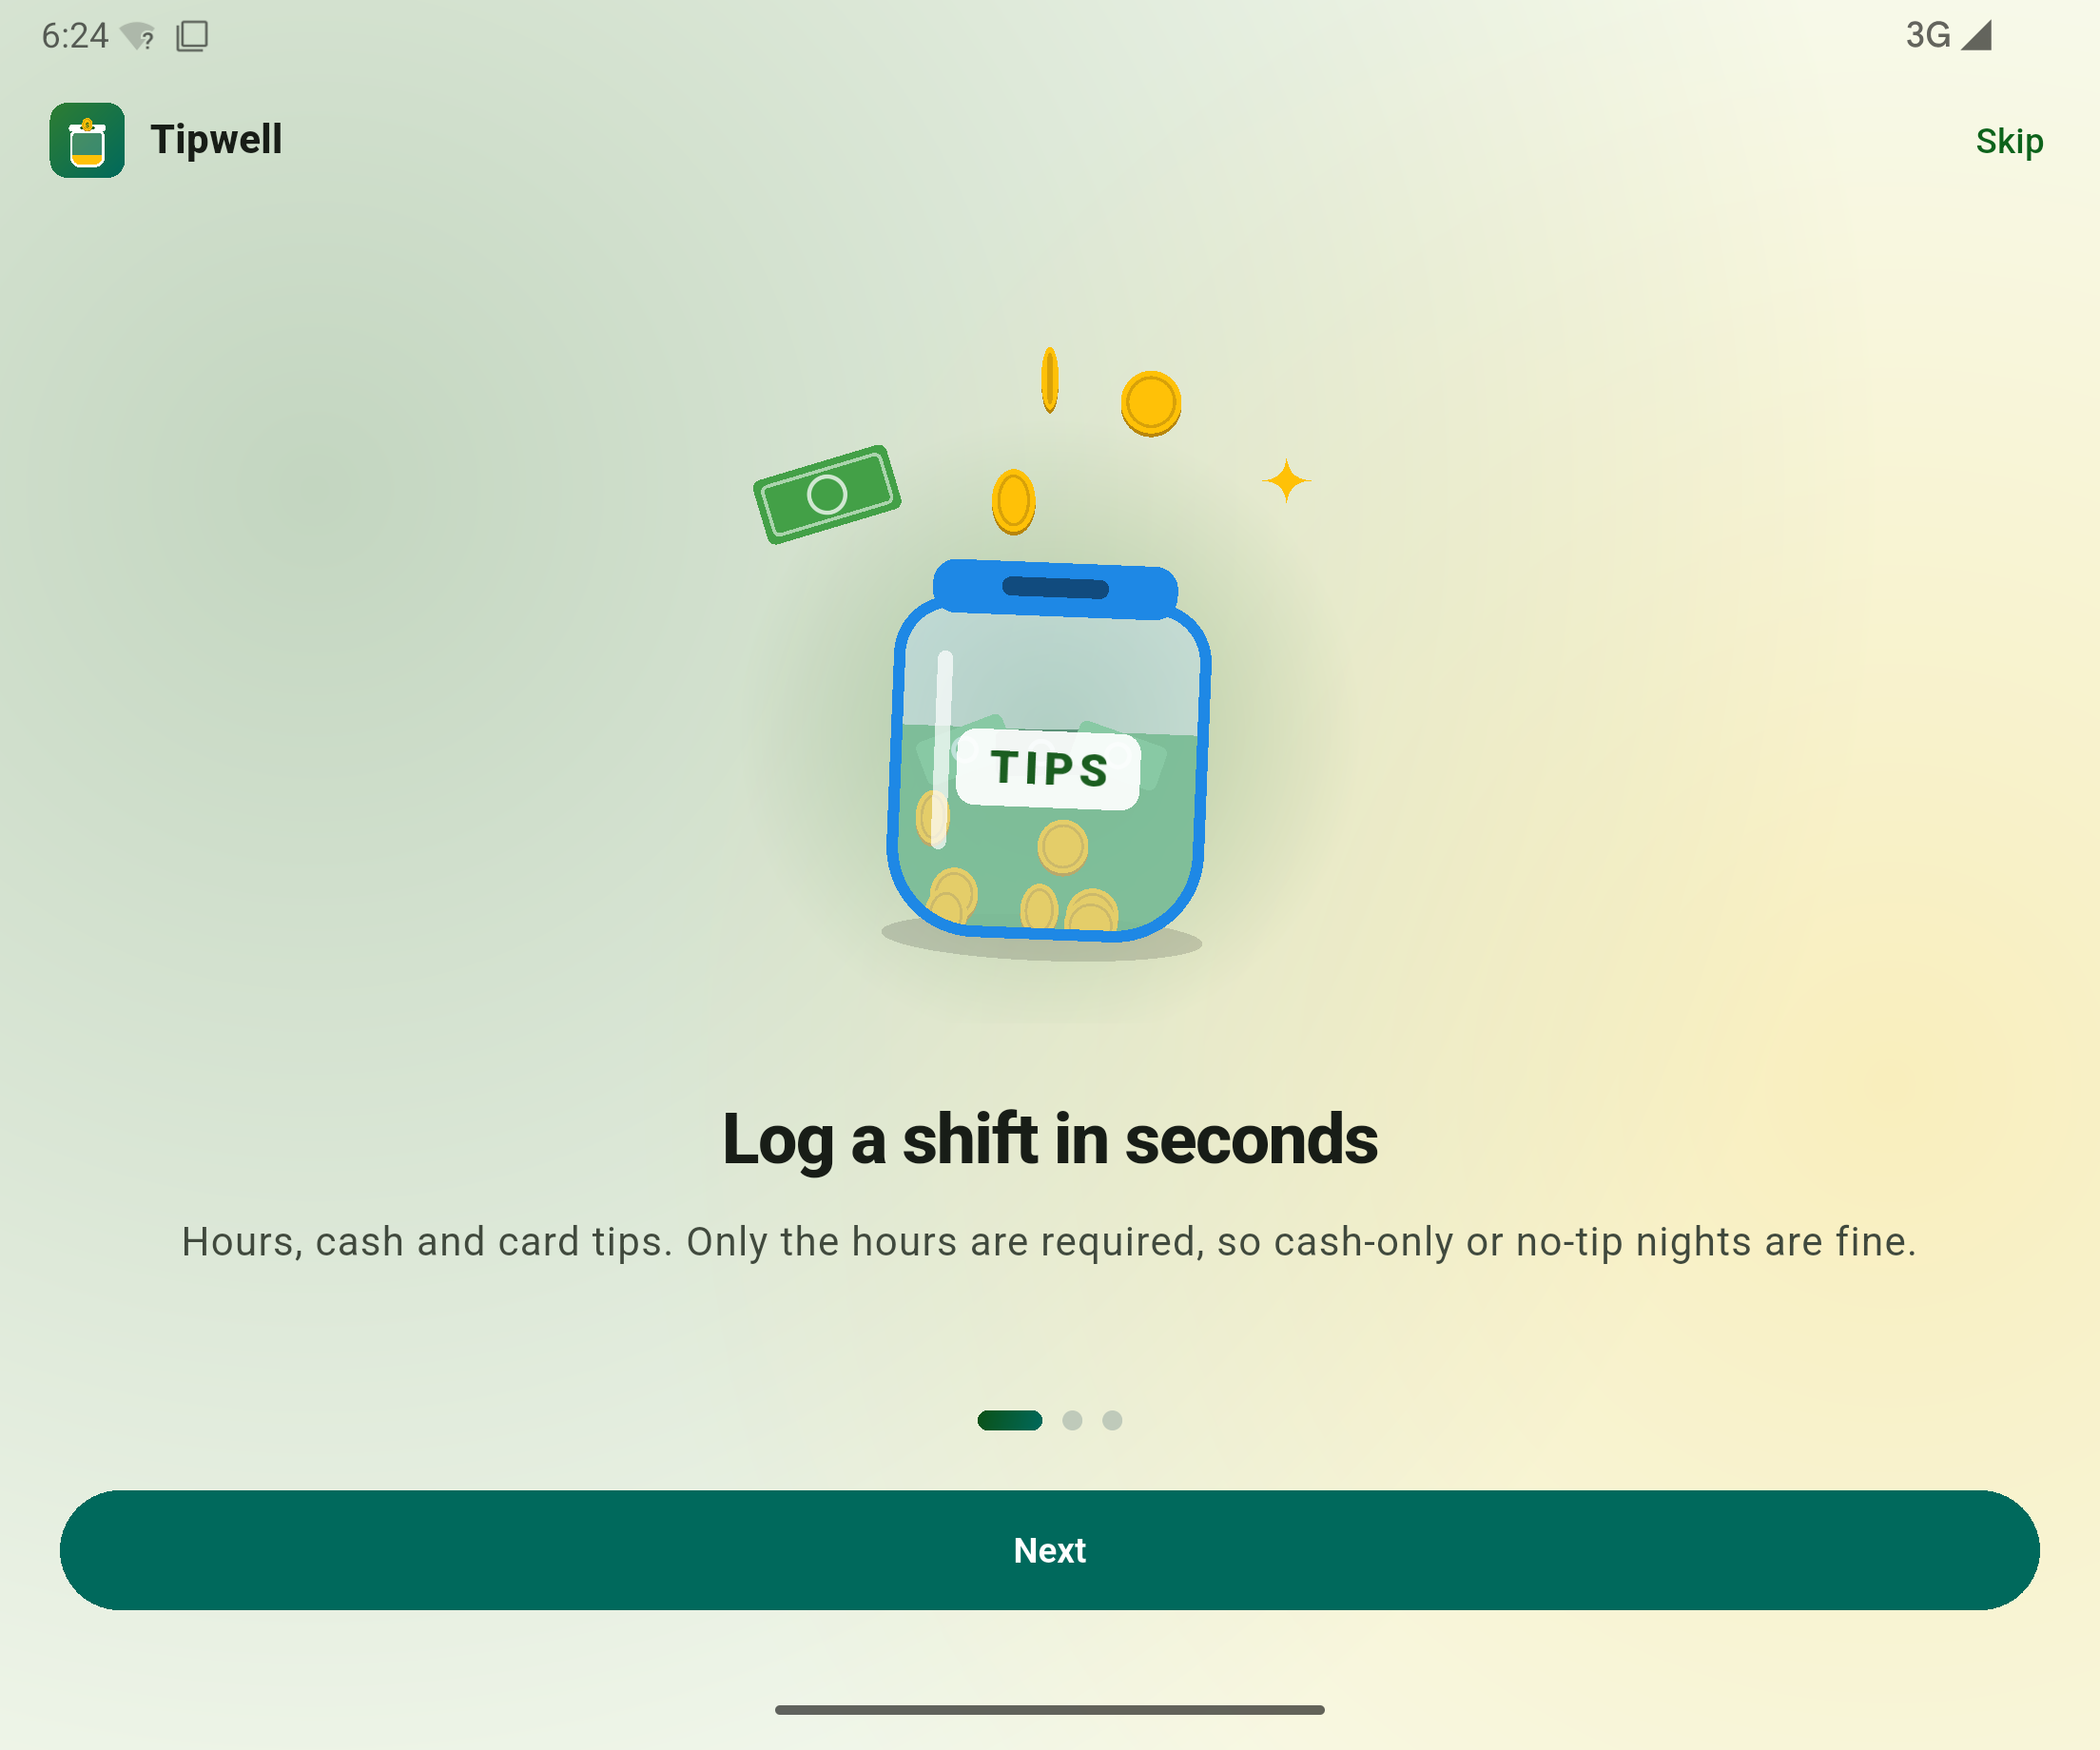 6:24
3G
Tipwell
Skip
TIPS
Log a shift in seconds
Hours, cash and card tips. Only the hours are required, so cash-only or no-tip nights are fine.
Next